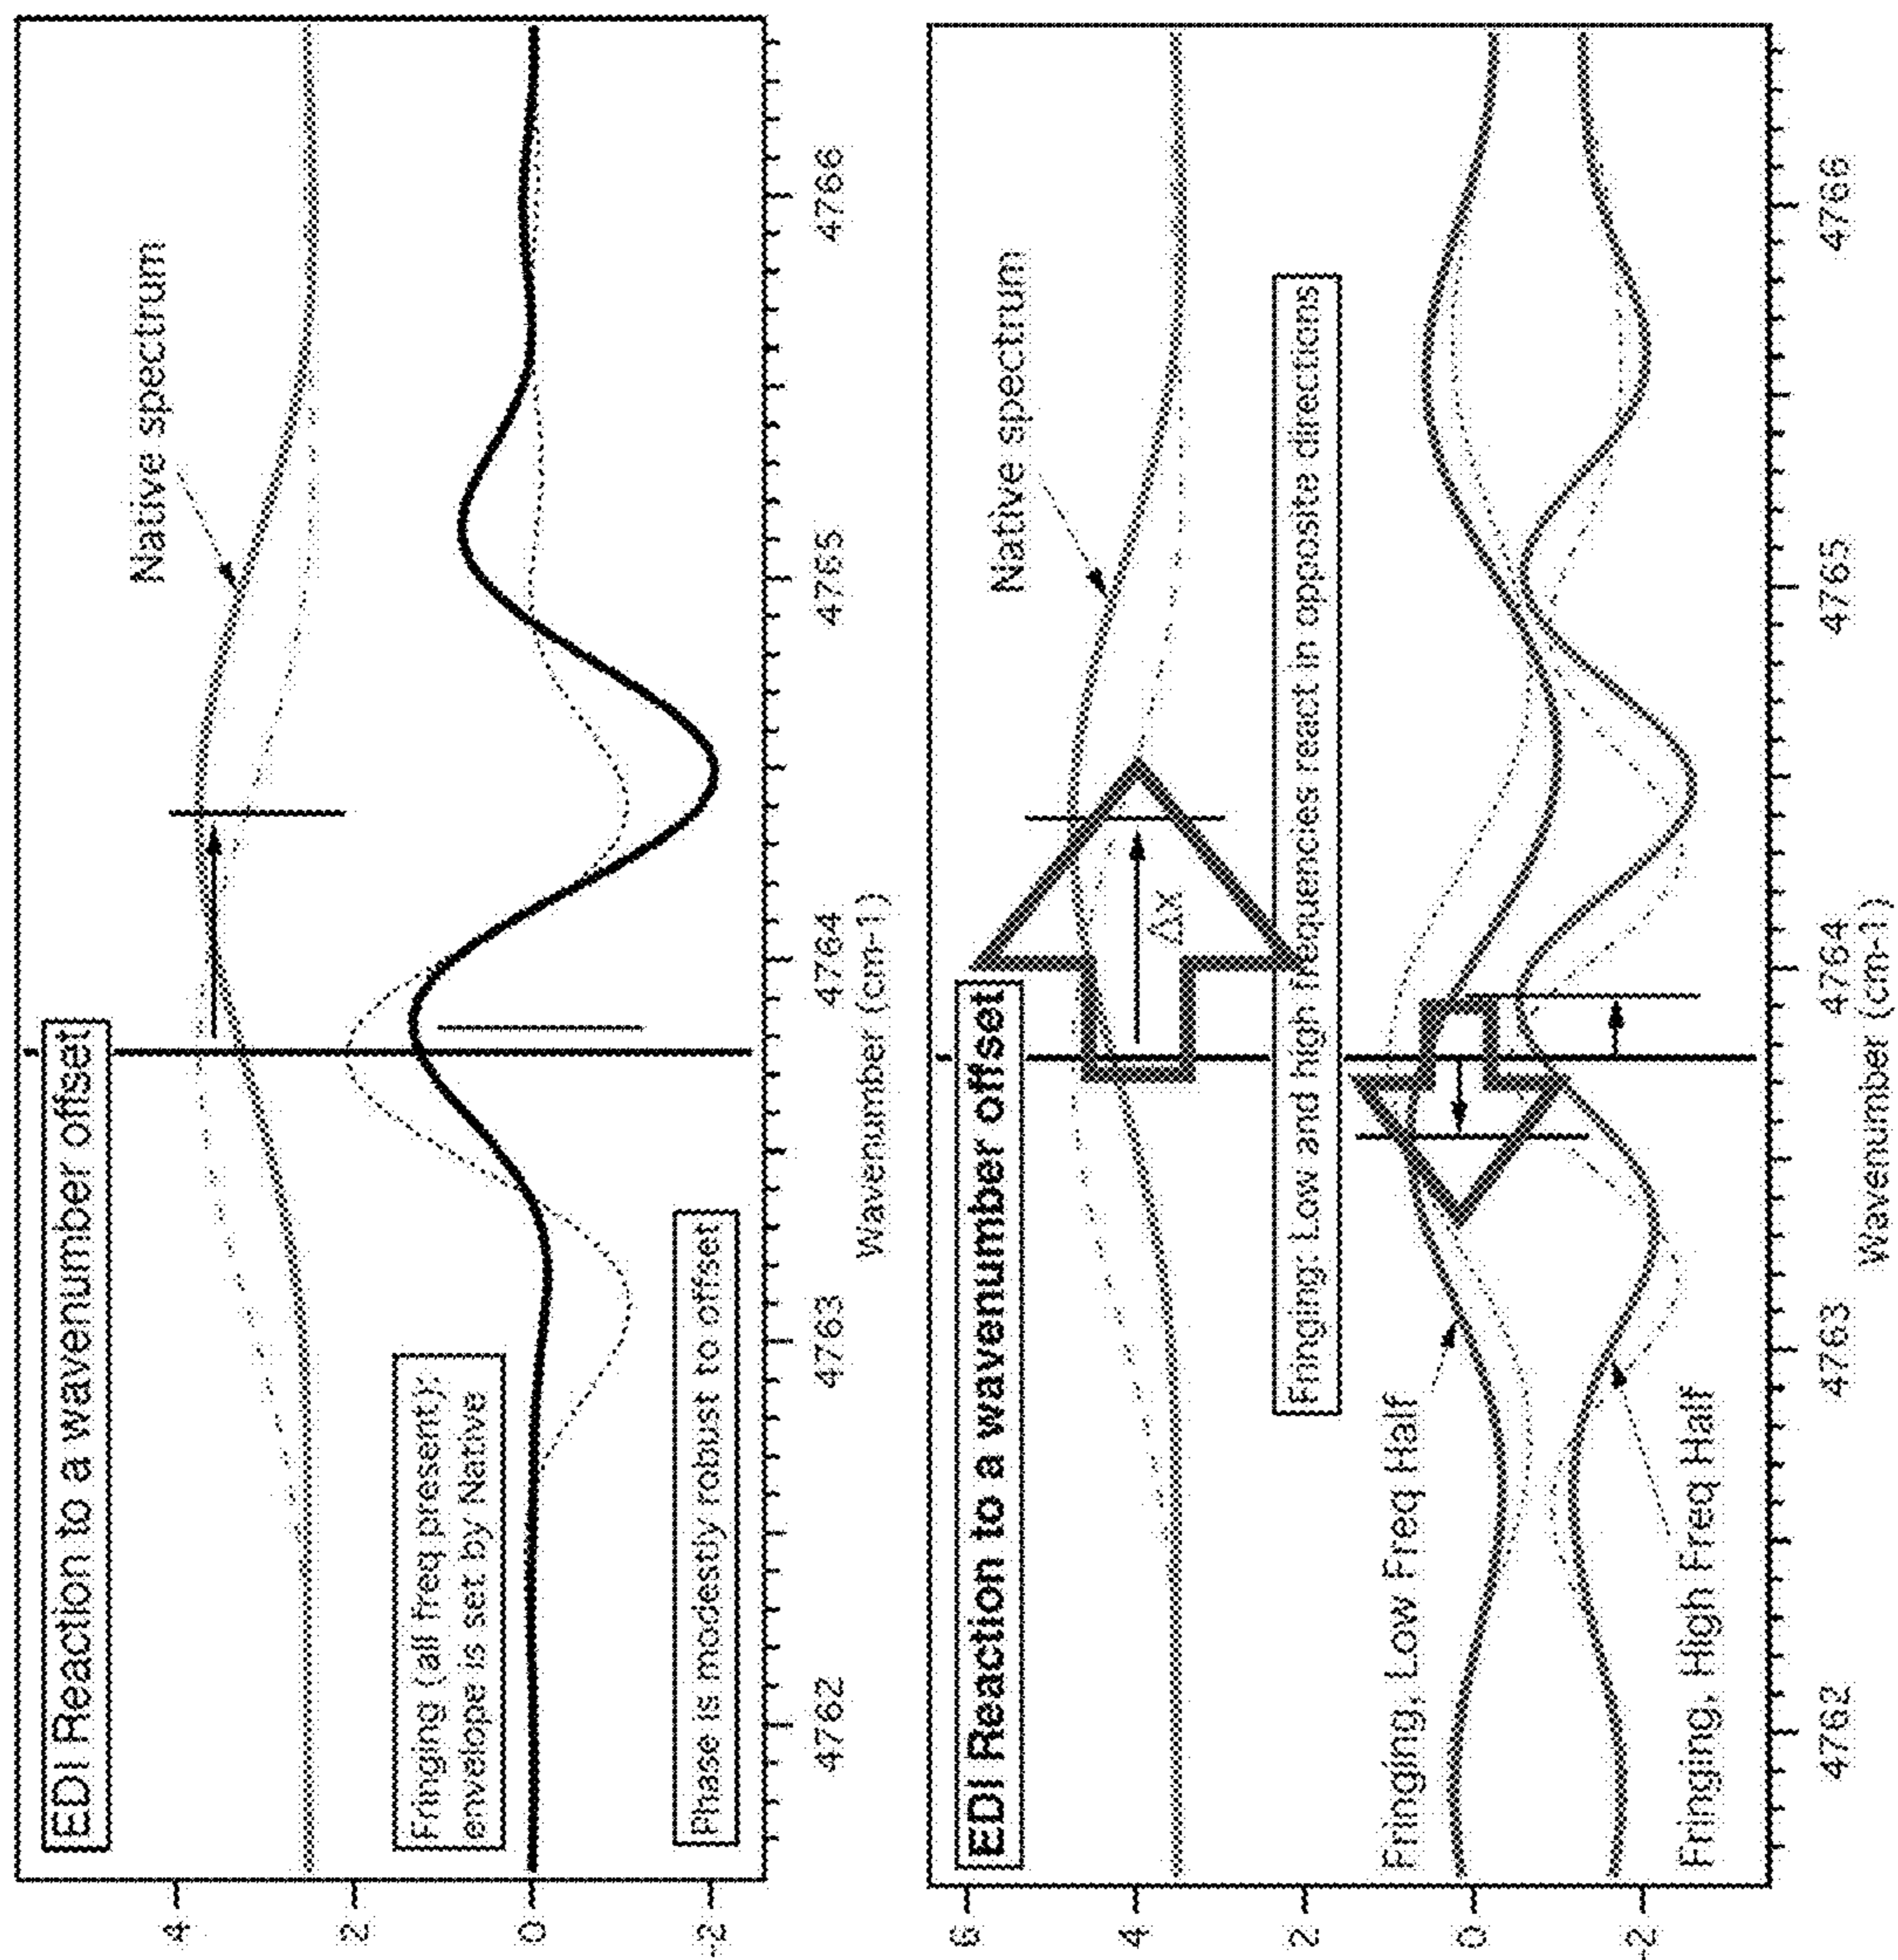 EDI Reaction to a wavenumber offset
Native spectrum
Fringing (all freq present):
envelope is set by Native
Phase is modestly robust to offset
4
2
0
-2
4762
4763
4764
4765
4766
Wavenumber (cm-1)
EDI Reaction to a wavenumber offset
Native spectrum
Δx
Fringing: Low and high frequencies react in opposite directions
Fringing, Low Freq Half
Fringing, High Freq Half
6
4
2
0
-2
4762
4763
4764
4765
4766
Wavenumber (cm-1)